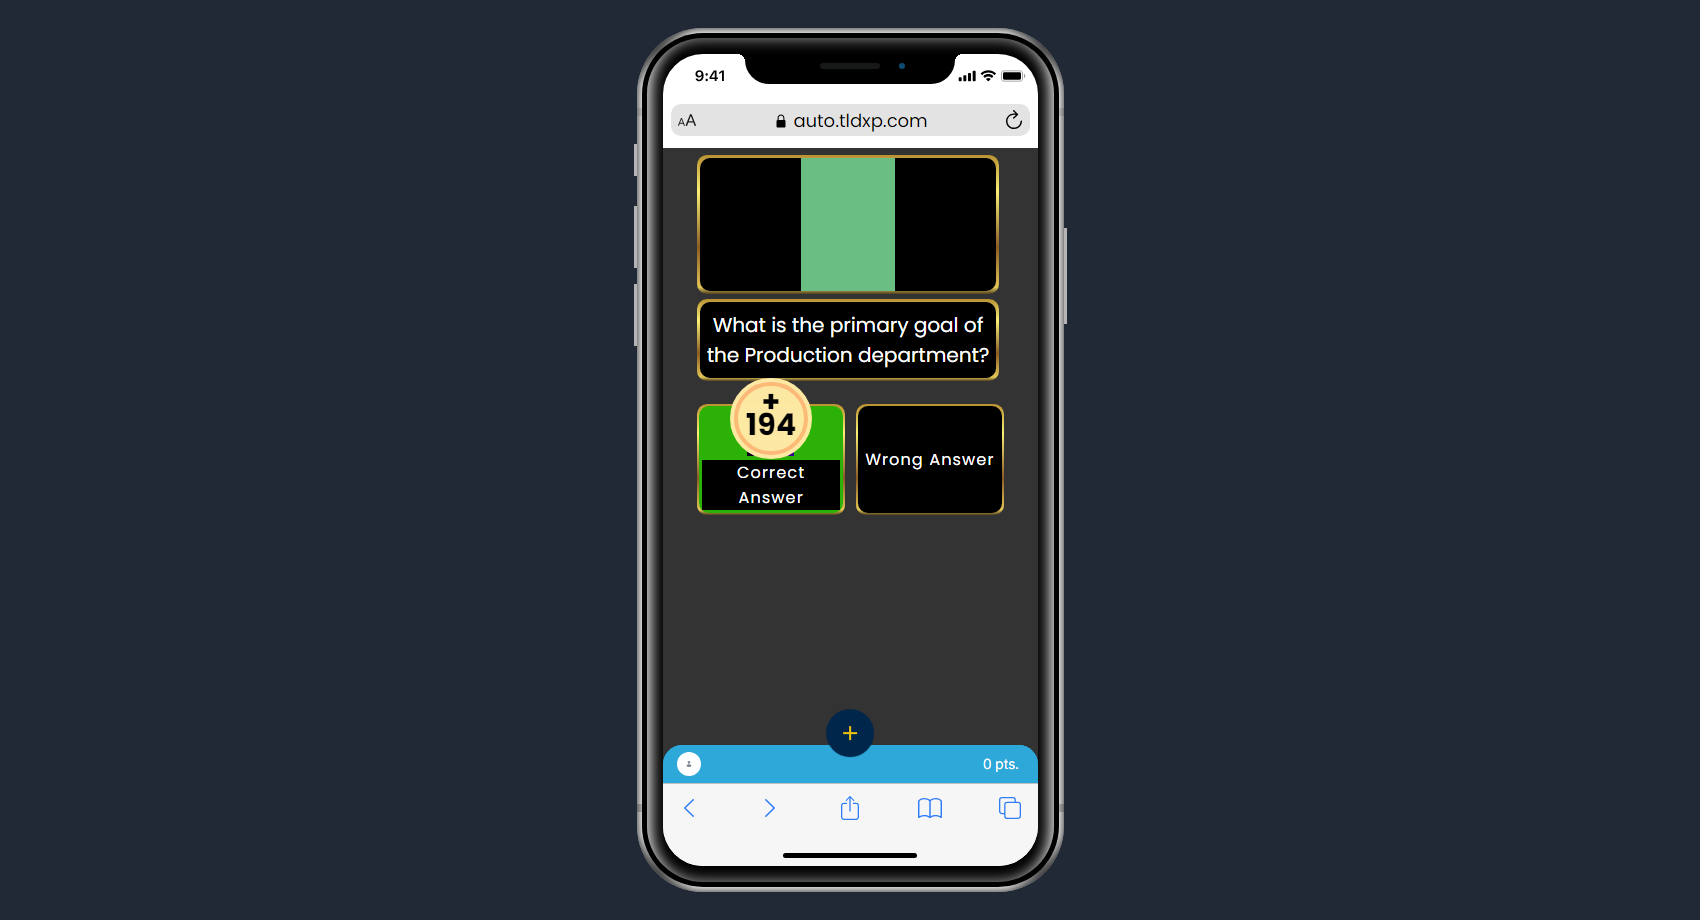 9:41
AA auto.tldxp.com
What is the primary goal of
the Production department?
+
194
Correct
Answer
Wrong Answer
+
0 pts.